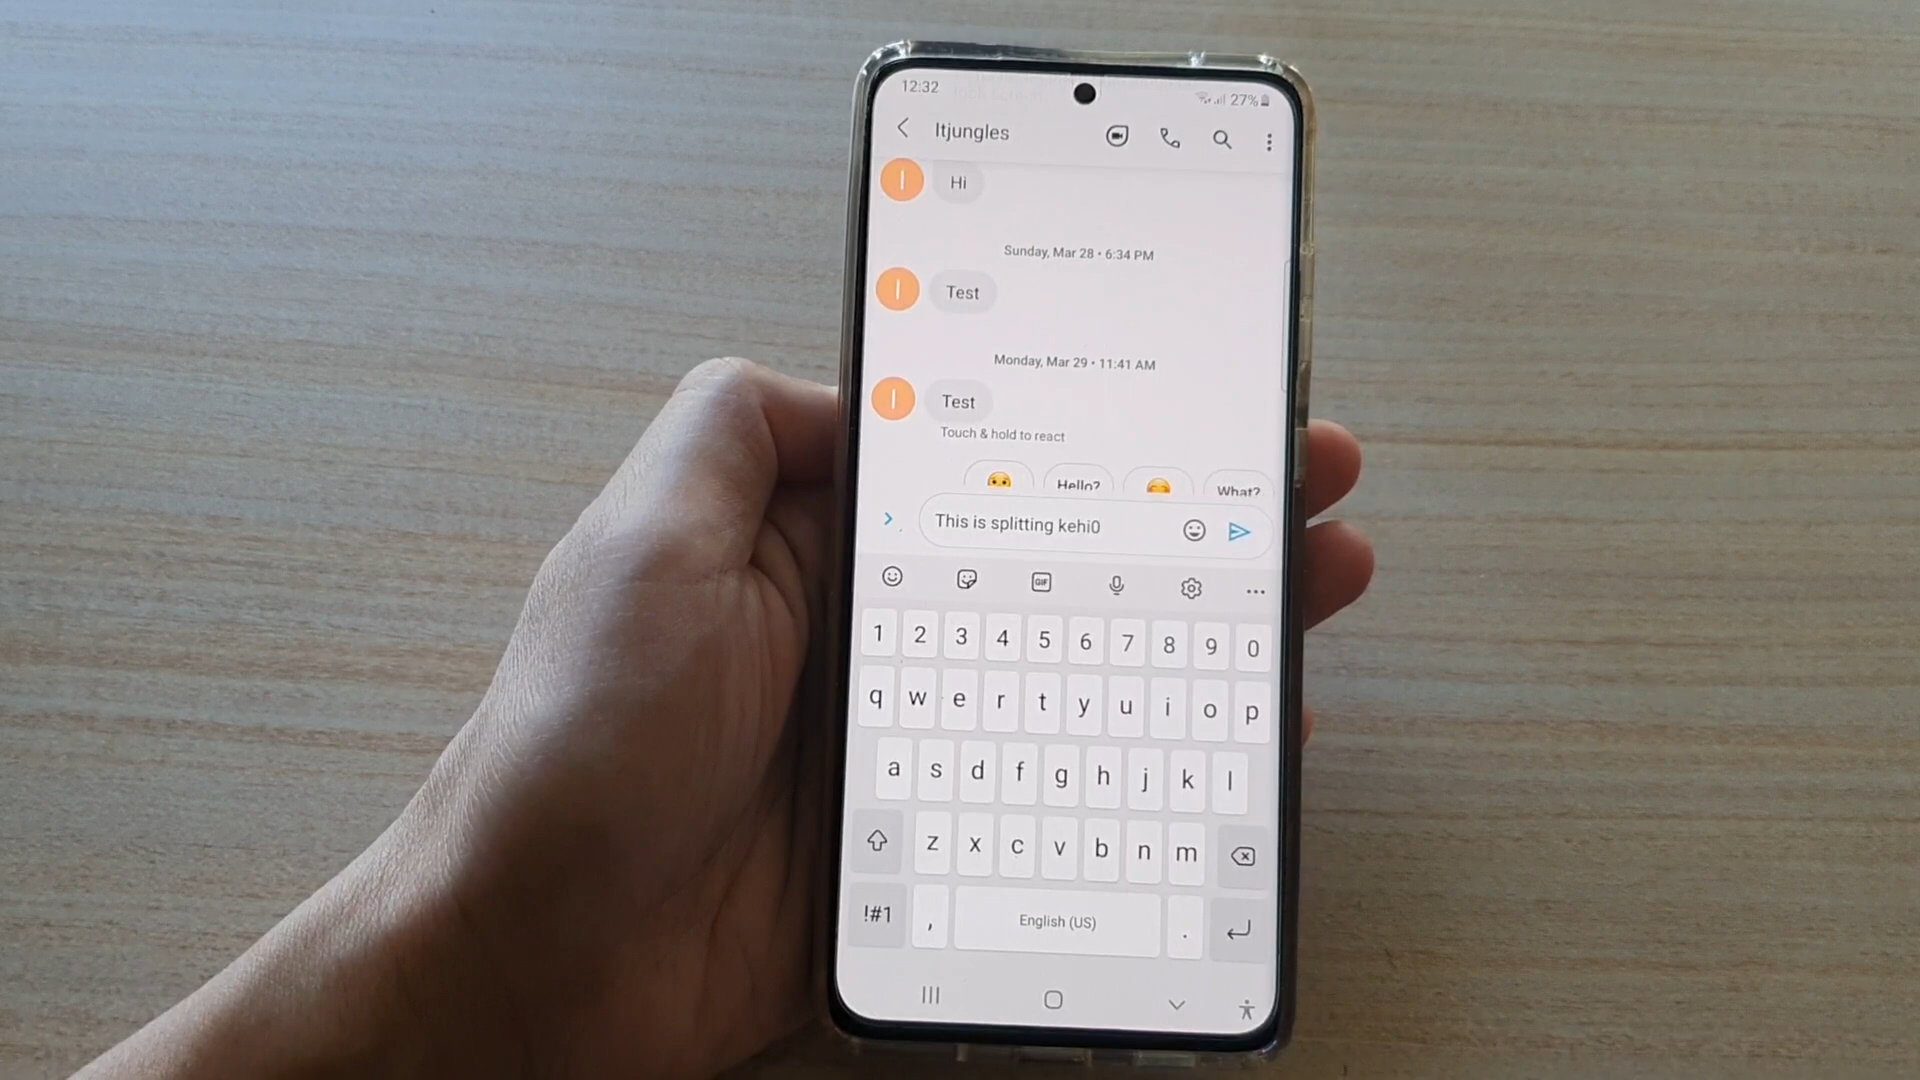 12:32
27%
Itjungles
Hi
Sunday, Mar 28 • 6:34 PM
Test
Monday, Mar 29 • 11:41 AM
Test
Touch & hold to react
Hello?
What?
This is splitting kehi0
GIF
1 2 3 4 5 6 7 8 9 0
q w e r t y u i o p
a s d f g h j k l
z x c v b n m
!#1 , English (US) .